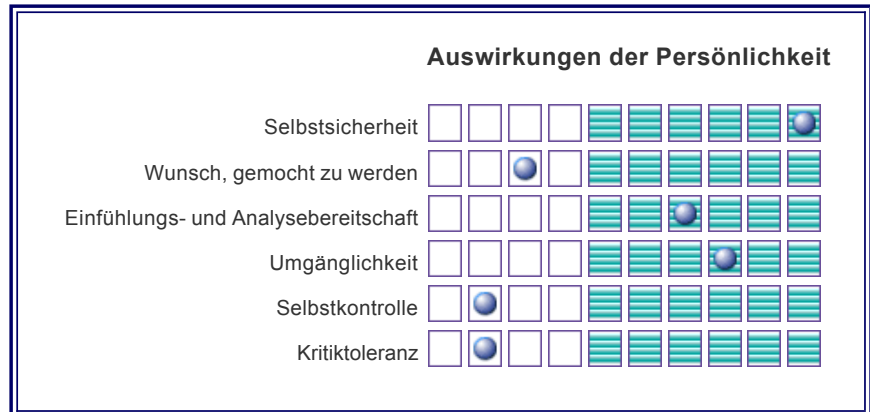 Auswirkungen der Persönlichkeit
Selbstsicherheit
Wunsch, gemocht zu werden
Einfühlungs- und Analysebereitschaft
Umgänglichkeit
Selbstkontrolle
Kritiktoleranz